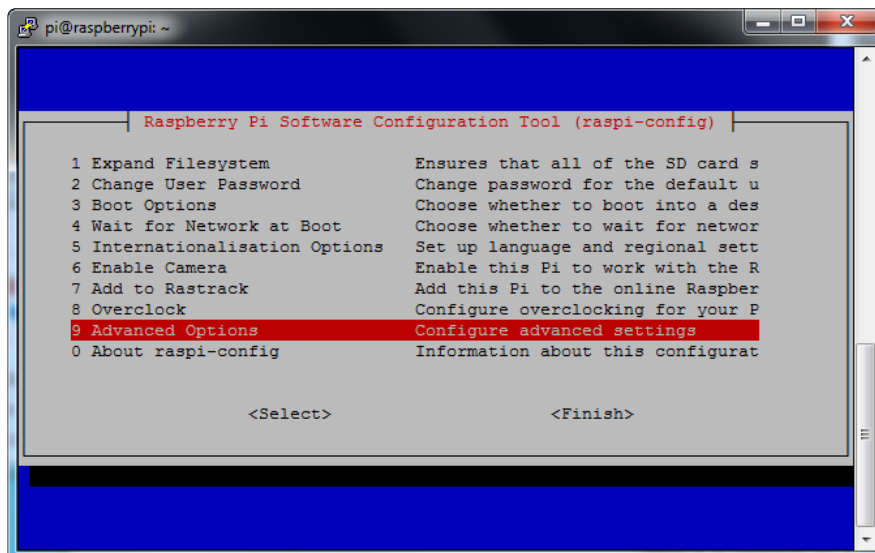 pi@raspberrypi: ~
Raspberry Pi Software Configuration Tool (raspi-config)
1 Expand Filesystem Ensures that all of the SD card s
2 Change User Password Change password for the default u
3 Boot Options Choose whether to boot into a des
4 Wait for Network at Boot Choose whether to wait for networ
5 Internationalisation Options Set up language and regional sett
6 Enable Camera Enable this Pi to work with the R
7 Add to Rastrack Add this Pi to the online Raspber
8 Overclock Configure overclocking for your P
9 Advanced Options Configure advanced settings
0 About raspi-config Information about this configurat
<Select> <Finish>